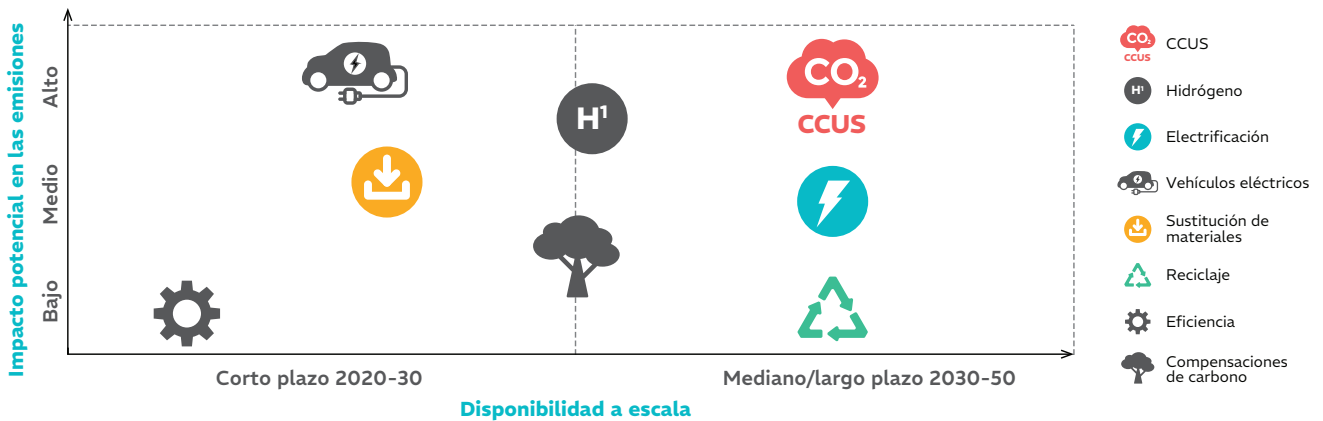 Impacto potencial en las emisiones
Alto
Medio
Bajo
H¹
CO₂
CCUS
Corto plazo 2020-30
Mediano/largo plazo 2030-50
Disponibilidad a escala
CO₂
CCUS
CCUS
H¹
Hidrógeno
Electrificación
Vehículos eléctricos
Sustitución de
materiales
Reciclaje
Eficiencia
Compensaciones
de carbono